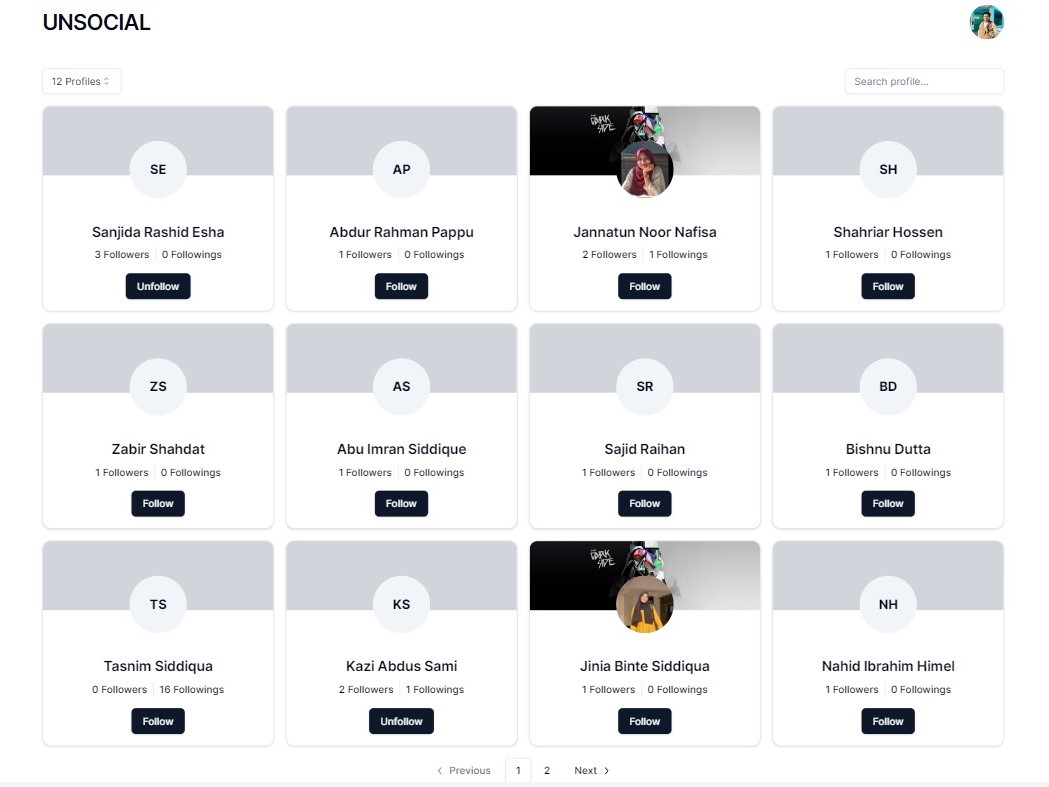 UNSOCIAL
12 Profiles
Search profile...
SE
AP
THE DARK
SIDE
SH
Sanjida Rashid Esha
Abdur Rahman Pappu
Jannatun Noor Nafisa
Shahriar Hossen
3 Followers 0 Followings
1 Followers 0 Followings
2 Followers 1 Followings
1 Followers 0 Followings
Unfollow
Follow
Follow
Follow
ZS
AS
SR
BD
Zabir Shahdat
Abu Imran Siddique
Sajid Raihan
Bishnu Dutta
1 Followers 0 Followings
1 Followers 0 Followings
1 Followers 0 Followings
1 Followers 0 Followings
Follow
Follow
Follow
Follow
TS
KS
THE DARK
SIDE
NH
Tasnim Siddiqua
Kazi Abdus Sami
Jinia Binte Siddiqua
Nahid Ibrahim Himel
0 Followers 16 Followings
2 Followers 1 Followings
1 Followers 0 Followings
1 Followers 0 Followings
Follow
Unfollow
Follow
Follow
Previous 1 2 Next